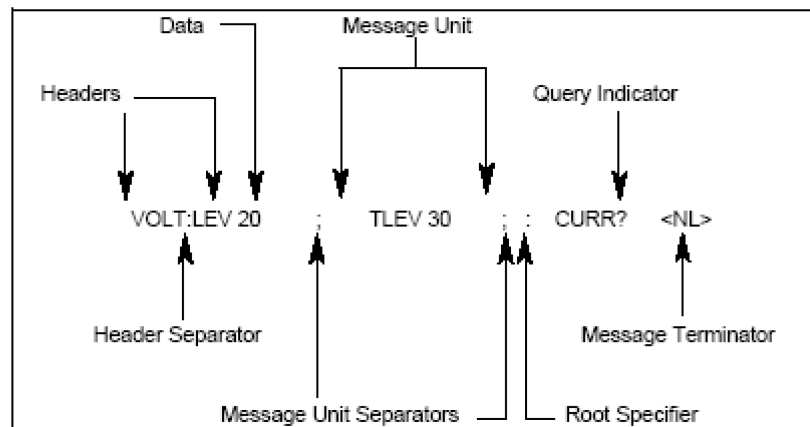 Data Message Unit
Headers Query Indicator
VOLT:LEV 20 ; TLEV 30 ; : CURR? <NL>
Header Separator Message Terminator
Message Unit Separators Root Specifier